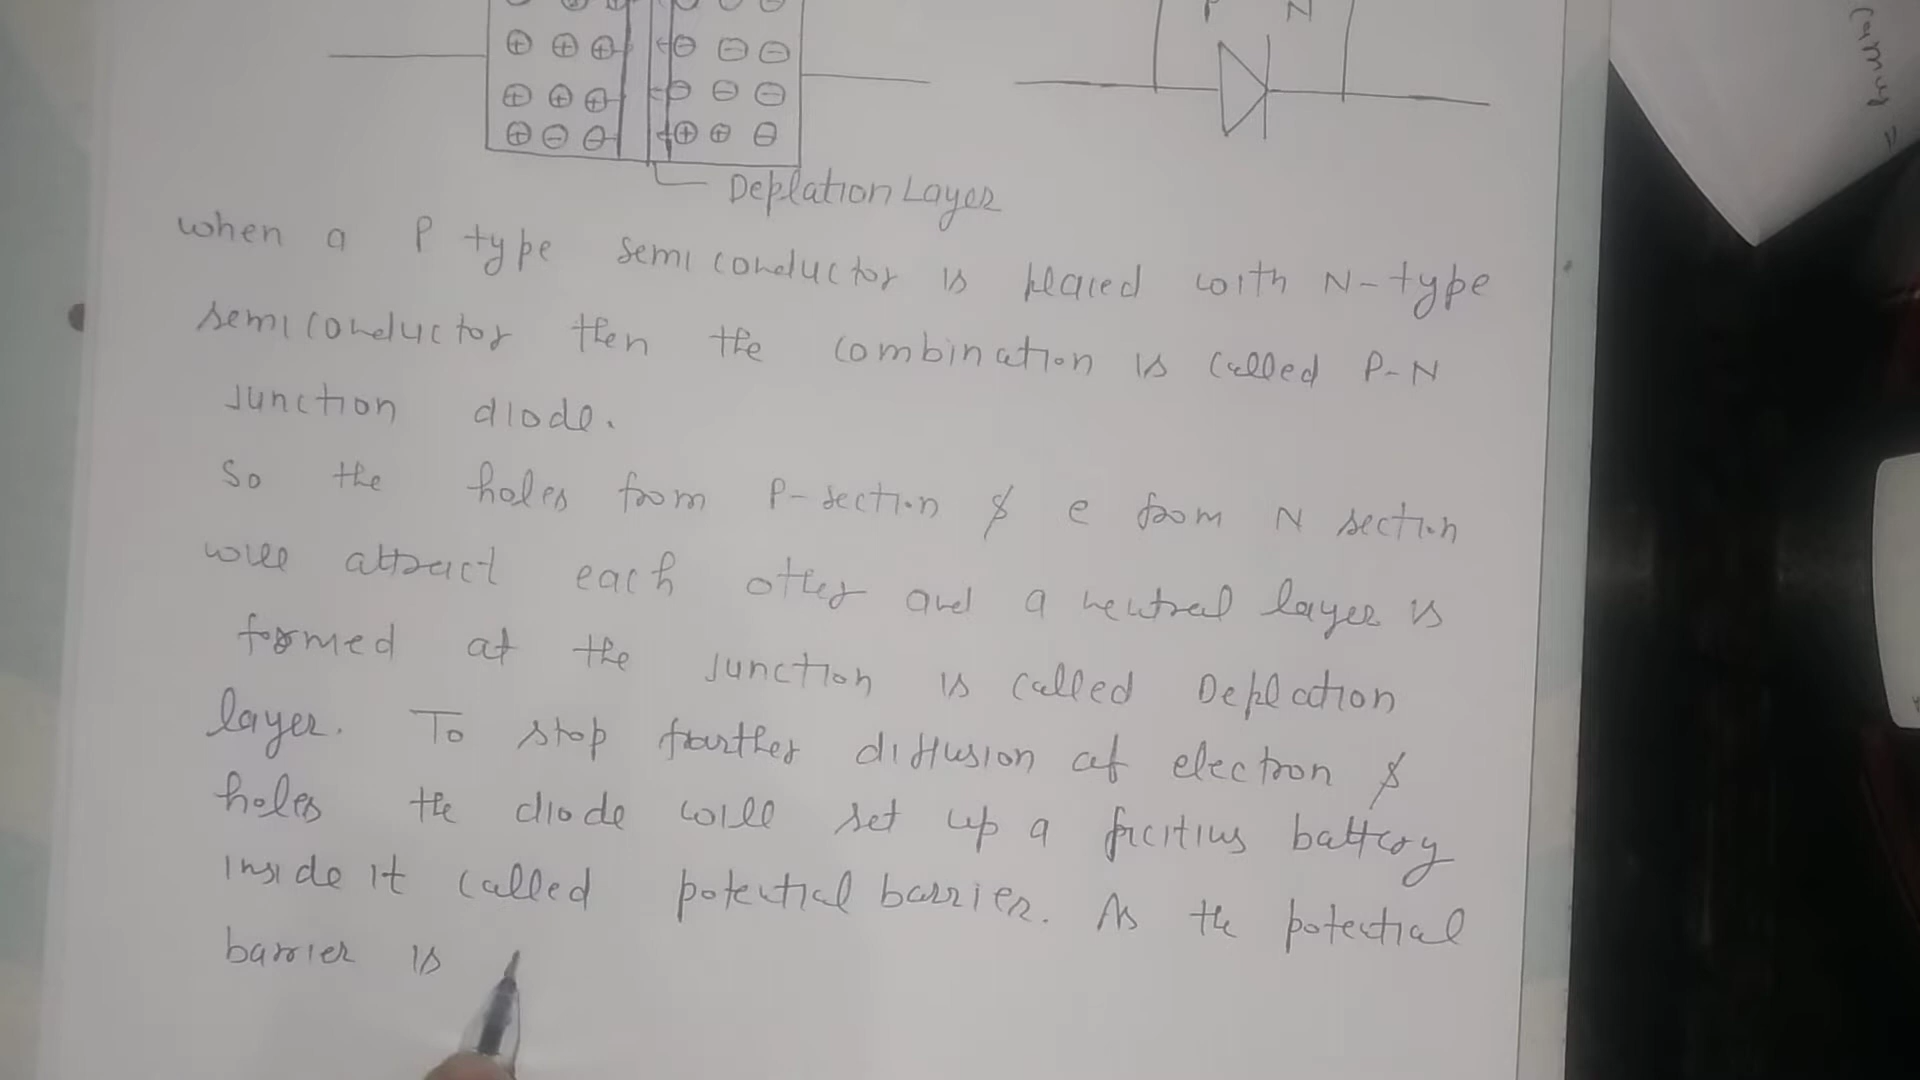 P N
Deplation Layer
when a P type semiconductor is placed with N-type
semiconductor then the combination is called P-N
Junction diode.
So the holes from P-section & e from N section
will attract each other and a neutral layer is
formed at the junction is called Deplation
layer. To stop further diffusion of electron &
holes the diode will set up a ficitius battery
inside it called potential barrier. As the potential
barrier is